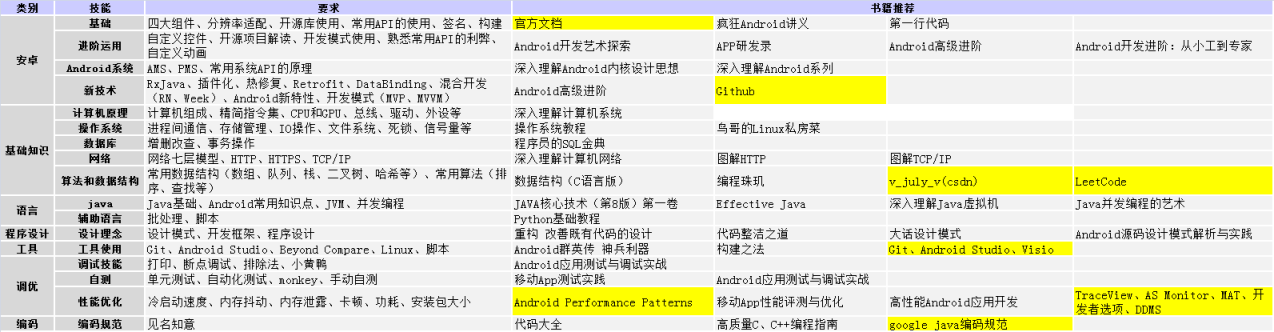 类别 技能 要求 书籍推荐
安卓
基础 四大组件、分辨率适配、开源库使用、常用API的使用、签名、构建 官方文档 疯狂Android讲义 第一行代码
进阶运用 自定义控件、开源项目解读、开发模式使用、熟悉常用API的利弊、自定义动画 Android开发艺术探索 APP研发录 Android高级进阶 Android开发进阶：从小工到专家
Android系统 AMS、PMS、常用系统API的原理 深入理解Android内核设计思想 深入理解Android系列
新技术 RxJava、插件化、热修复、Retrofit、DataBinding、混合开发（RN、Week）、Android新特性、开发模式（MVP、MVVM） Android高级进阶 Github
基础知识
计算机原理 计算机组成、精简指令集、CPU和GPU、总线、驱动、外设等 深入理解计算机系统
操作系统 进程间通信、存储管理、IO操作、文件系统、死锁、信号量等 操作系统教程 鸟哥的Linux私房菜
数据库 增删改查、事务操作 程序员的SQL金典
网络 网络七层模型、HTTP、HTTPS、TCP/IP 深入理解计算机网络 图解HTTP 图解TCP/IP
算法和数据结构 常用数据结构（数组、队列、栈、二叉树、哈希等）、常用算法（排序、查找等） 数据结构（C语言版） 编程珠玑 v_july_v(csdn) LeetCode
语言
java Java基础、Android常用知识点、JVM、并发编程 JAVA核心技术（第8版）第一卷 Effective Java 深入理解Java虚拟机 Java并发编程的艺术
辅助语言 批处理、脚本 Python基础教程
程序设计 设计理念 设计模式、开发框架、程序设计 重构 改善既有代码的设计 代码整洁之道 大话设计模式 Android源码设计模式解析与实践
工具 工具使用 Git、Android Studio、Beyond Compare、Linux、脚本 Android群英传 神兵利器 构建之法 Git、Android Studio、Visio
调优
调试技能 打印、断点调试、排除法、小黄鸭 Android应用测试与调试实战
自测 单元测试、自动化测试、monkey、手动自测 移动App测试实践 Android应用测试与调试实战
性能优化 冷启动速度、内存抖动、内存泄露、卡顿、功耗、安装包大小 Android Performance Patterns 移动App性能评测与优化 高性能Android应用开发 TraceView、AS Monitor、MAT、开发者选项、DDMS
编码 编码规范 见名知意 代码大全 高质量C、C++编程指南 google java编码规范